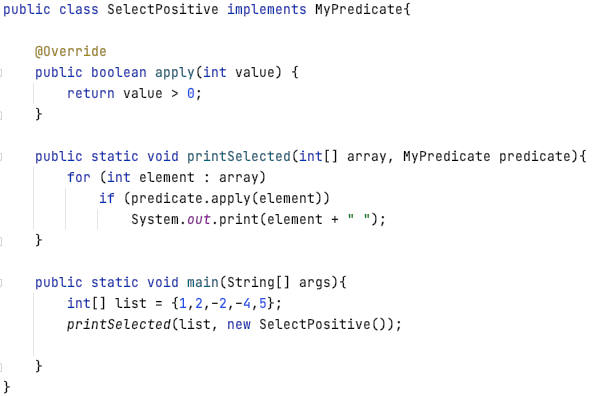 public class SelectPositive implements MyPredicate{
@Override
public boolean apply(int value) {
return value > 0;
}
public static void printSelected(int[] array, MyPredicate predicate){
for (int element : array)
if (predicate.apply(element))
System.out.print(element + " ");
}
public static void main(String[] args){
int[] list = {1,2,-2,-4,5};
printSelected(list, new SelectPositive());
}
}